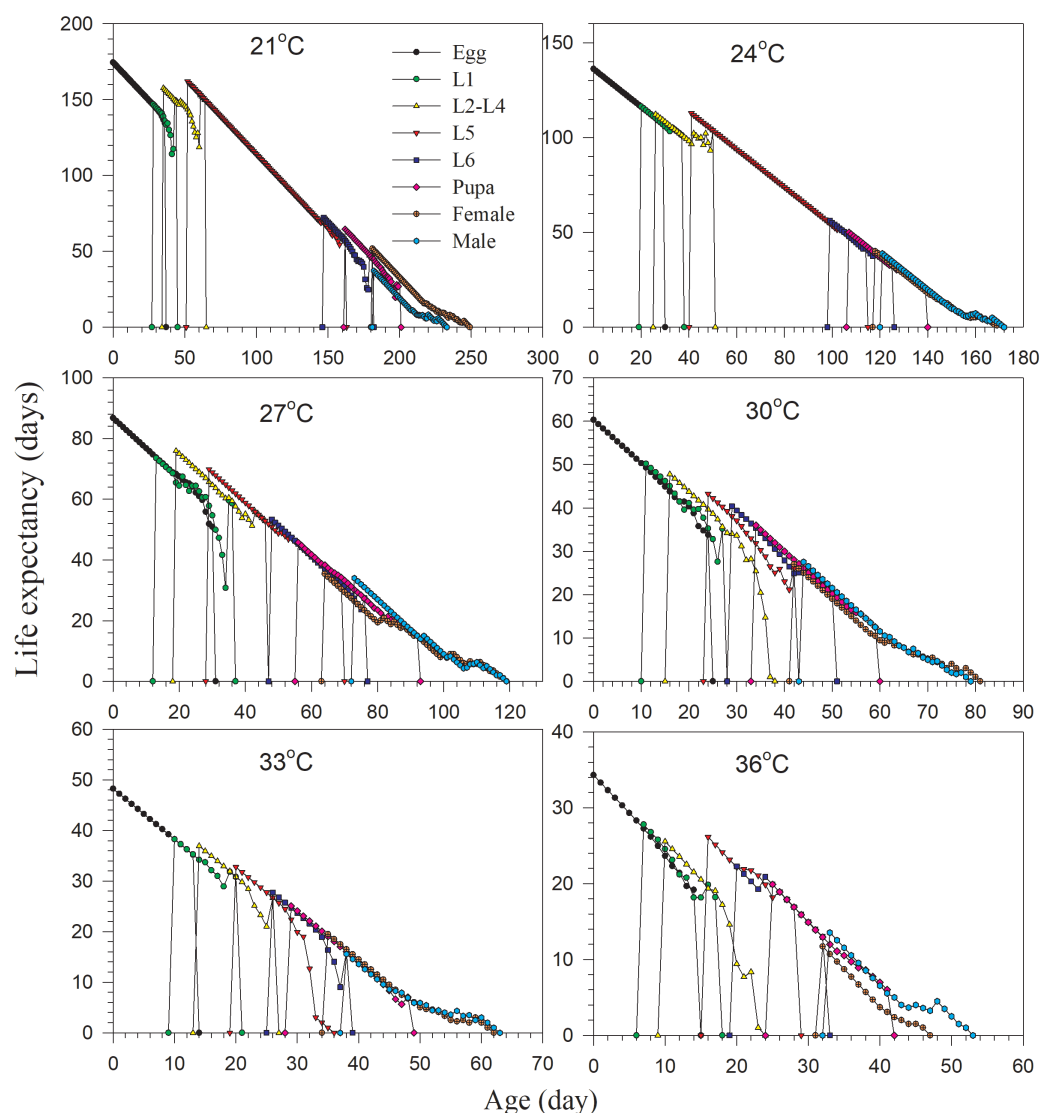 21°C
Egg
L1
L2-L4
L5
L6
Pupa
Female
Male
200
150
100
50
0
0 50 100 150 200 250 300
24°C
150
100
50
0
0 20 40 60 80 100 120 140 160 180
Life expectancy (days)
27°C
100
80
60
40
20
0
0 20 40 60 80 100 120
30°C
70
60
50
40
30
20
10
0
0 10 20 30 40 50 60 70 80 90
33°C
60
50
40
30
20
10
0
0 10 20 30 40 50 60 70
36°C
40
30
20
10
0
0 10 20 30 40 50 60
Age (day)